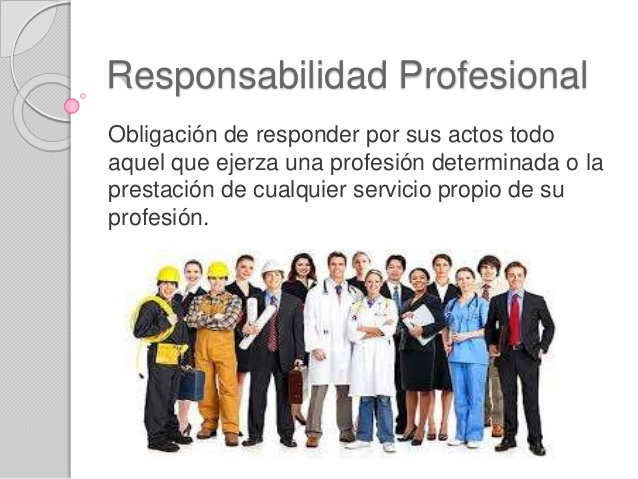 Responsabilidad Profesional
Obligación de responder por sus actos todo
aquel que ejerza una profesión determinada o la
prestación de cualquier servicio propio de su
profesión.